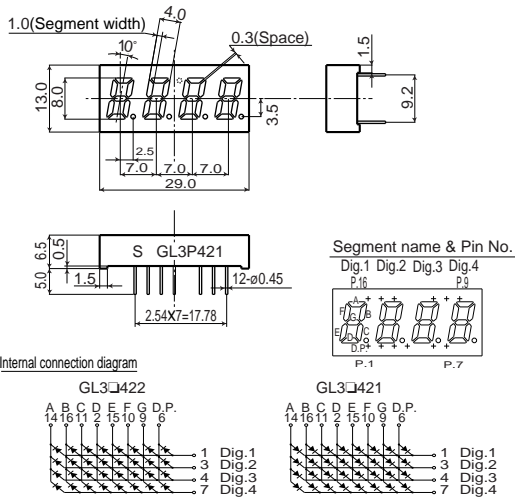 1.0(Segment width)
4.0
10°
0.3(Space)
1.5
13.0
8.0
3.5
9.2
2.5
7.0 7.0 7.0
29.0
6.5
0.5
5.0
1.5
S GL3P421
12-ø0.45
2.54X7=17.78
Segment name & Pin No.
Dig.1 Dig.2 Dig.3 Dig.4
P.16 P.9
A
F B
G
E C
D
D.P.
P.1 P.7
Internal connection diagram
GL3□422
A B C D E F G D.P.
14 16 11 2 15 10 9 6
1 Dig.1
3 Dig.2
4 Dig.3
7 Dig.4
GL3□421
A B C D E F G D.P.
14 16 11 2 15 10 9 6
1 Dig.1
3 Dig.2
4 Dig.3
7 Dig.4